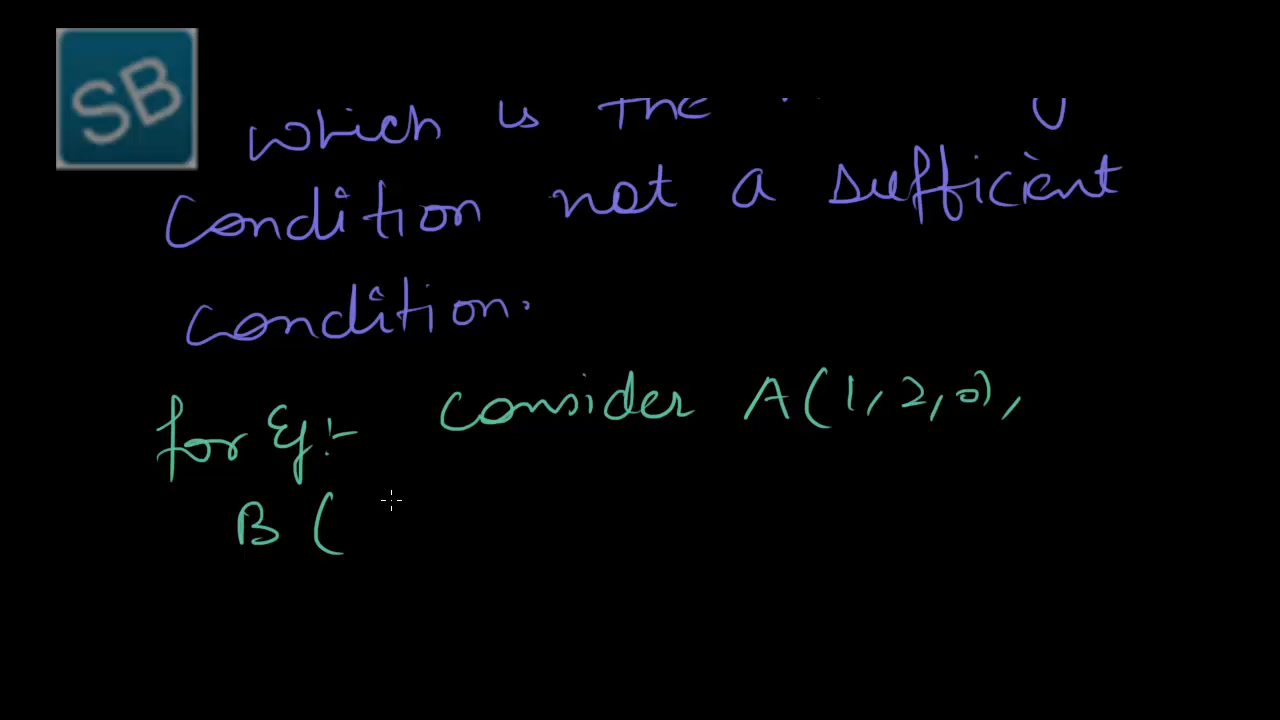 SB
which is the
condition not a sufficient
condition.
for Eg:- consider A(1,2,0),
B (